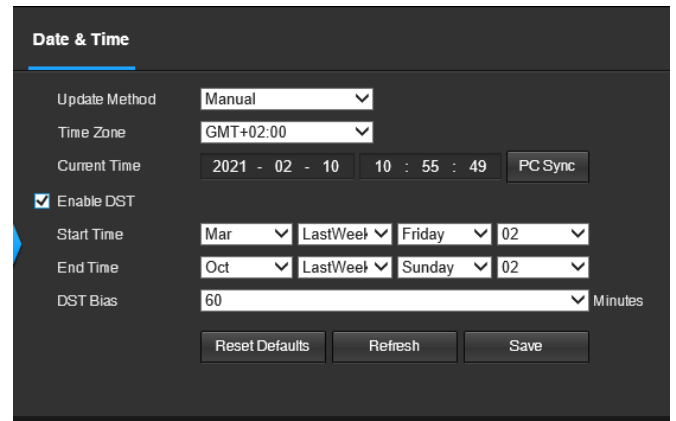 Date & Time
Update Method Manual
Time Zone GMT+02:00
Current Time 2021 - 02 - 10 10 : 55 : 49 PC Sync
Enable DST
Start Time Mar LastWeek Friday 02
End Time Oct LastWeek Sunday 02
DST Bias 60 Minutes
Reset Defaults Refresh Save